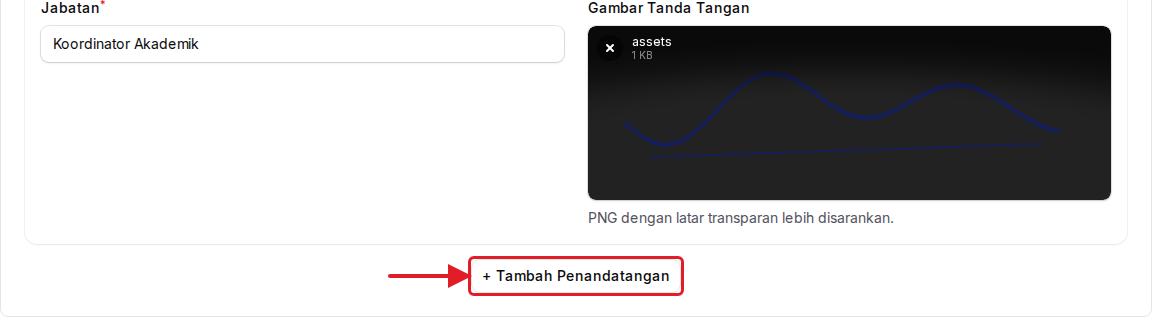 Jabatan*
Koordinator Akademik
Gambar Tanda Tangan
assets
1 KB
PNG dengan latar transparan lebih disarankan.
+ Tambah Penandatangan